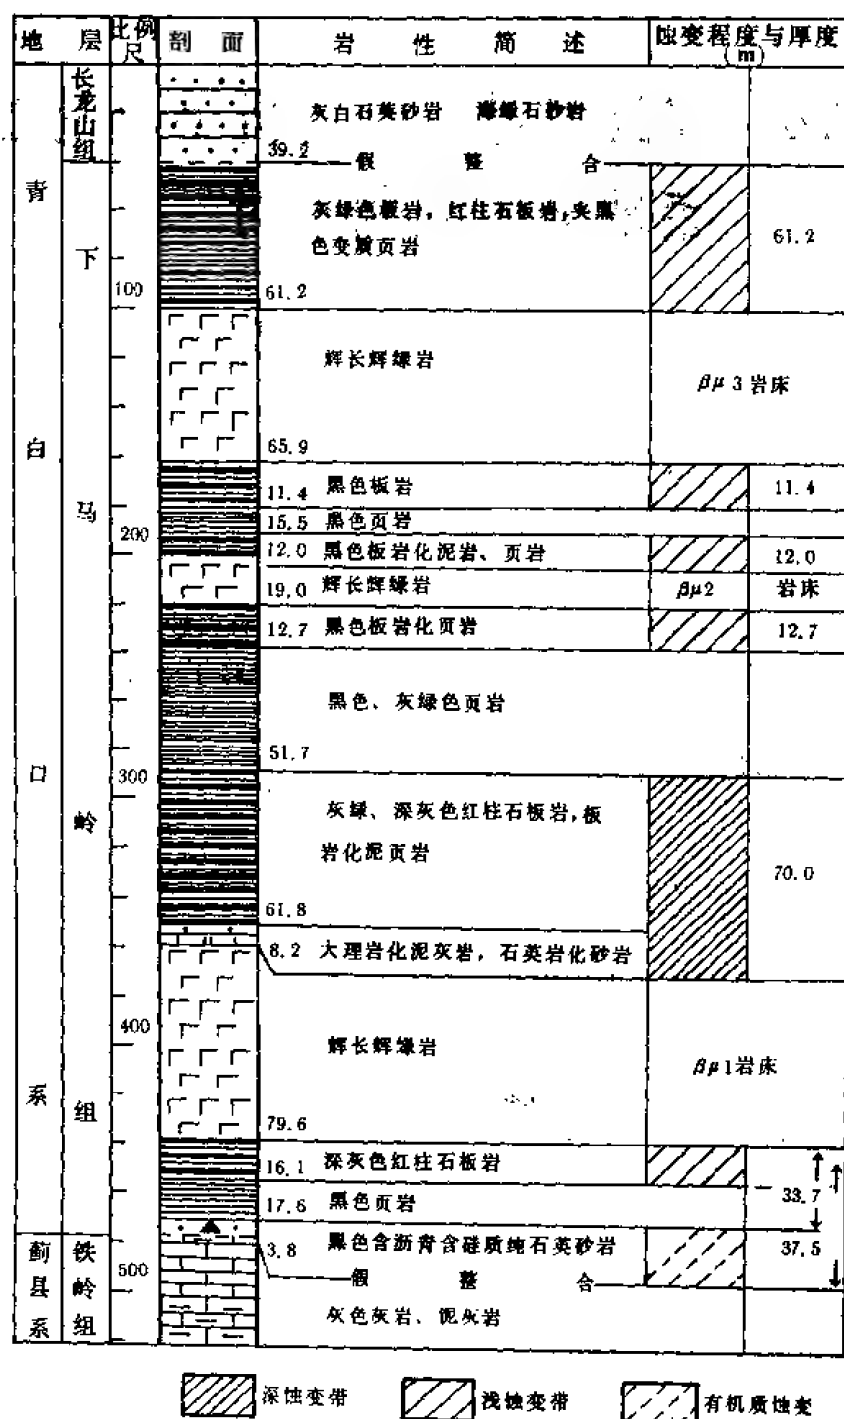 地 层 比例尺 剖 面 岩 性 简 述 蚀变程度与厚度(m)
长龙山组
灰白石英砂岩 海绿石砂岩
39.2
假 整 合
青白口系
下马岭组
灰绿色板岩，红柱石板岩，夹黑
色变质页岩
61.2
61.2
100
辉长辉绿岩
65.9
βμ3岩床
11.4 黑色板岩 11.4
15.5 黑色页岩
200
12.0 黑色板岩化泥岩、页岩 12.0
19.0 辉长辉绿岩 βμ2 岩床
12.7 黑色板岩化页岩 12.7
黑色、灰绿色页岩
51.7
300
灰绿、深灰色红柱石板岩，板
岩化泥页岩
61.8
70.0
8.2 大理岩化泥灰岩，石英岩化砂岩
400
辉长辉绿岩
79.6
βμ1岩床
16.1 深灰色红柱石板岩
33.7
17.6 黑色页岩
蓟县系
铁岭组
3.8 黑色含沥青含硅质纯石英砂岩 37.5
500
假 整 合
灰色灰岩、泥灰岩
深蚀变带 浅蚀变带 有机质蚀变